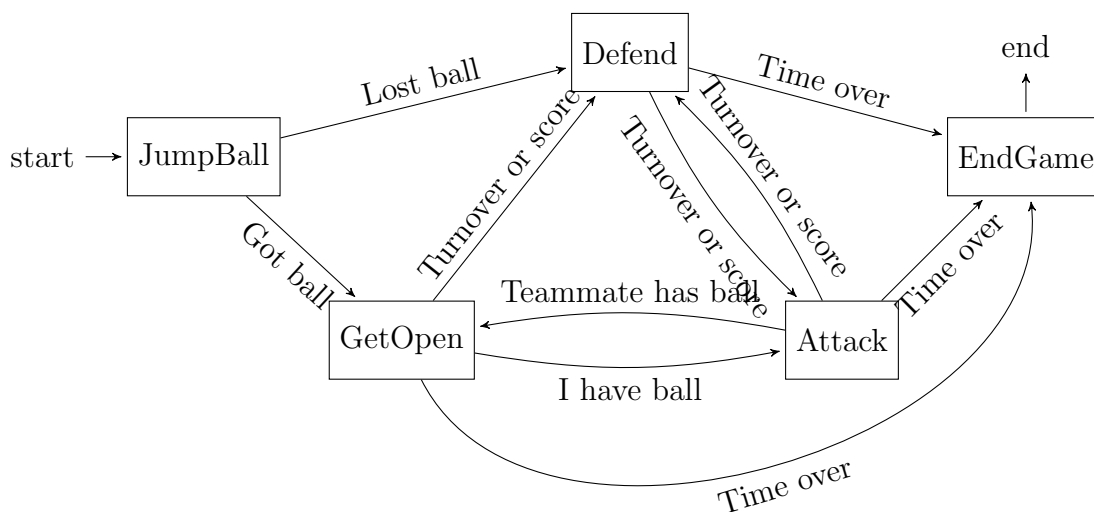 Defend
end
Lost ball
Time over
start
JumpBall
EndGame
Turnover or score
Turnover or score
Turnover or score
Got ball
Time over
Teammate has ball
GetOpen
Attack
I have ball
Time over